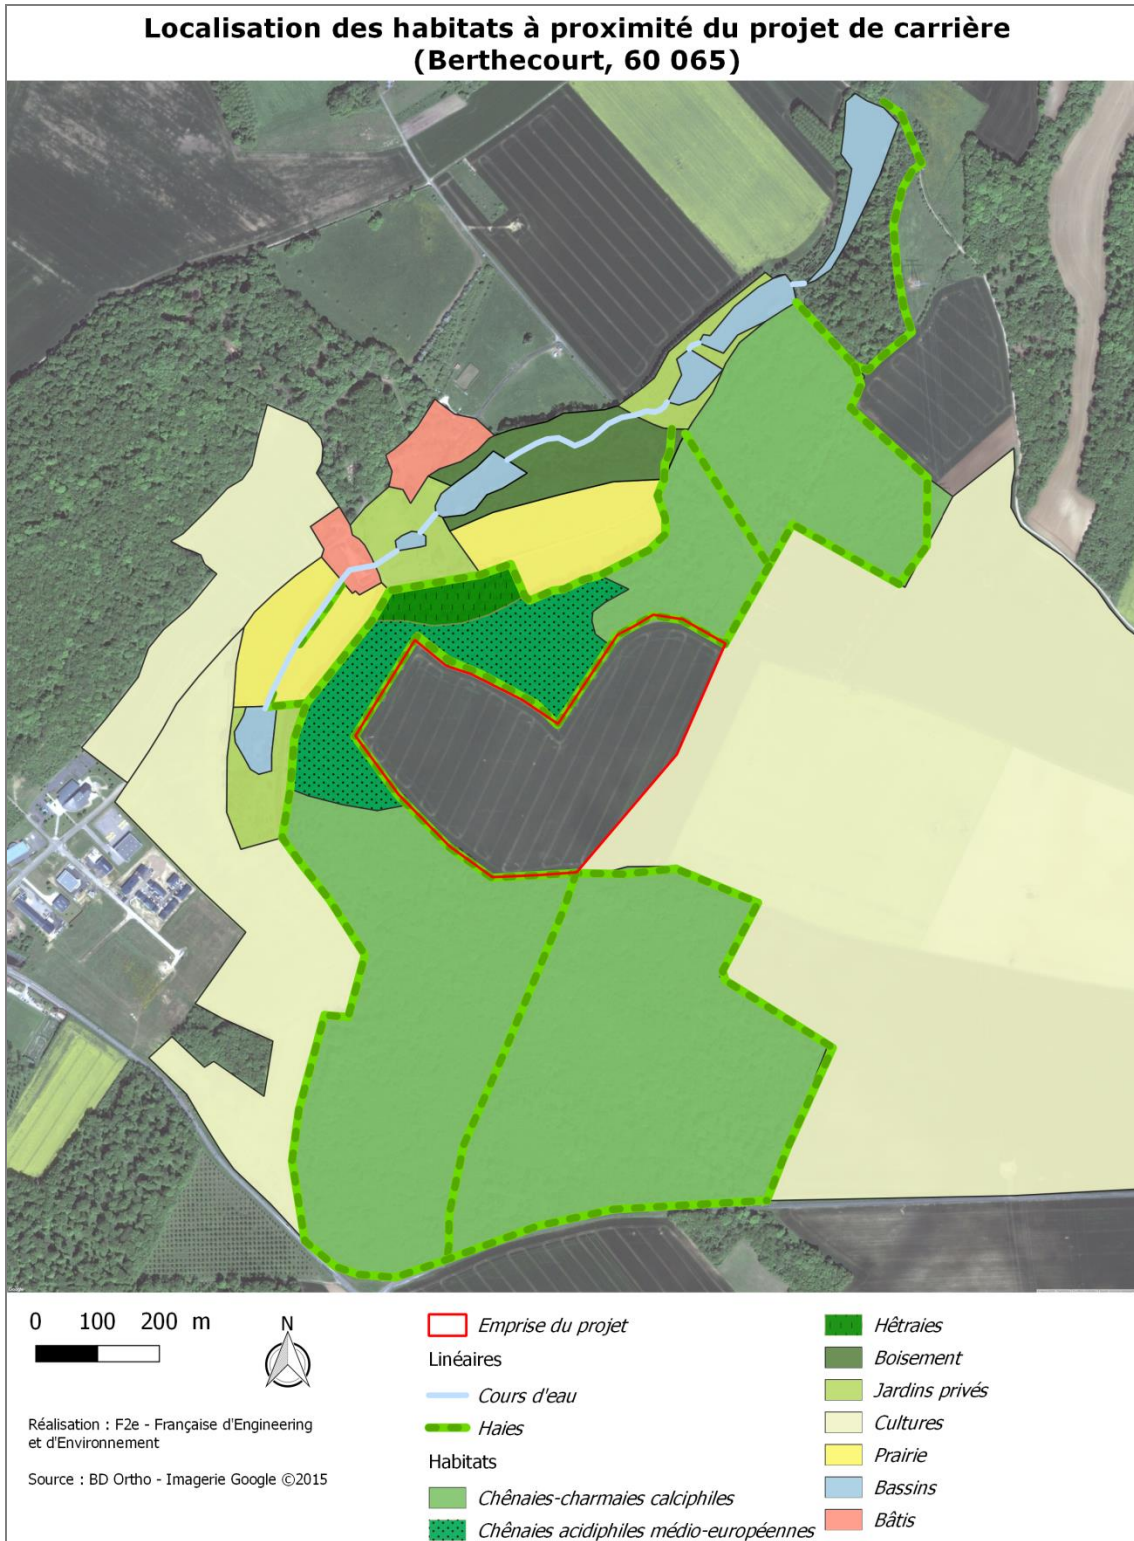 Localisation des habitats à proximité du projet de carrière
(Berthecourt, 60 065)
0 100 200 m
N
Réalisation : F2e - Française d'Engineering
et d'Environnement
Source : BD Ortho - Imagerie Google ©2015
Emprise du projet
Linéaires
Cours d'eau
Haies
Habitats
Chênaies-charmaies calciphiles
Chênaies acidiphiles médio-européennes
Hêtraies
Boisement
Jardins privés
Cultures
Prairie
Bassins
Bâtis